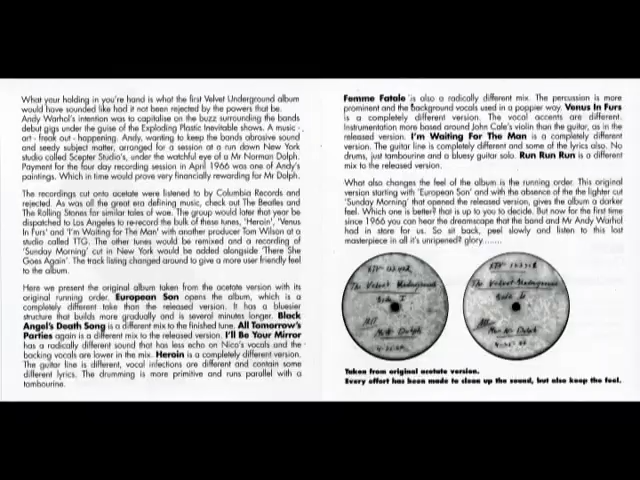 What your holding in you're hand is what the first Velvet Underground album
would have sounded like had it not been rejected by the powers that be.
Andy Warhol's intention was to capitalise on the buzz surrounding the bands
debut gigs under the guise of the Exploding Plastic Inevitable shows. A music -
art - freak out - happening. Andy, wanting to keep the bands abrasive sound
and seedy subject matter, arranged for a session at a run down New York
studio called Scepter Studio's, under the watchful eye of a Mr Norman Dolph.
Payment for the four day recording session in April 1966 was one of Andy's
paintings. Which in time would prove very financially rewarding for Mr Dolph.
The recordings cut onto acetate were listened to by Columbia Records and
rejected. As was all the great era defining music, check out The Beatles and
The Rolling Stones for similar tales of woe. The group would later that year be
dispatched to Los Angeles to re-record the bulk of these tunes, 'Heroin', 'Venus
In Furs' and 'I'm Waiting for The Man' with another producer Tom Wilson at a
studio called TTG. The other tunes would be remixed and a recording of
'Sunday Morning' cut in New York would be added alongside 'There She
Goes Again'. The track listing changed around to give a more user friendly feel
to the album.
Here we present the original album taken from the acetate version with its
original running order. European Son opens the album, which is a
completely different take than the released version. It has a bluesier
structure that builds more gradually and is several minutes longer. Black
Angel's Death Song is a different mix to the finished tune. All Tomorrow's
Parties again is a different mix to the released version. I'll Be Your Mirror
has a radically different sound that has less echo on Nico's vocals and the
backing vocals are lower in the mix. Heroin is a completely different version.
The guitar line is different, vocal infections are different and contain some
different lyrics. The drumming is more primitive and runs parallel with a
tambourine.
Femme Fatale is also a radically different mix. The percussion is more
prominent and the background vocals used in a poppier way. Venus In Furs
is a completely different version. The vocal accents are different.
Instrumentation more based around John Cale's violin than the guitar, as in the
released version. I'm Waiting For The Man is a completely different
version. The guitar line is completely different and some of the lyrics also. No
drums, just tambourine and a bluesy guitar solo. Run Run Run is a different
mix to the released version.
What also changes the feel of the album is the running order. This original
version starting with 'European Son' and with the absence of the the lighter cut
'Sunday Morning' that opened the released version, gives the album a darker
feel. Which one is better? that is up to you to decide. But now for the first time
since 1966 you can hear the dreamscape that the band and Mr Andy Warhol
had in store for us. So sit back, peel slowly and listen to this lost
masterpiece in all it's unripened? glory.......
The Velvet Underground
Side I
Dolph
The Velvet Underground
Side
Dolph
Taken from original acetate version.
Every effort has been made to clean up the sound, but also keep the feel.